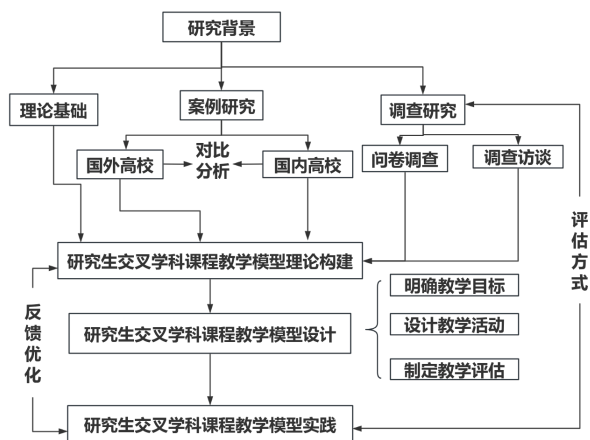 研究背景
理论基础
案例研究
调查研究
国外高校
对比
分析
国内高校
问卷调查
调查访谈
研究生交叉学科课程教学模型理论构建
评估方式
反馈优化
明确教学目标
研究生交叉学科课程教学模型设计
设计教学活动
制定教学评估
研究生交叉学科课程教学模型实践